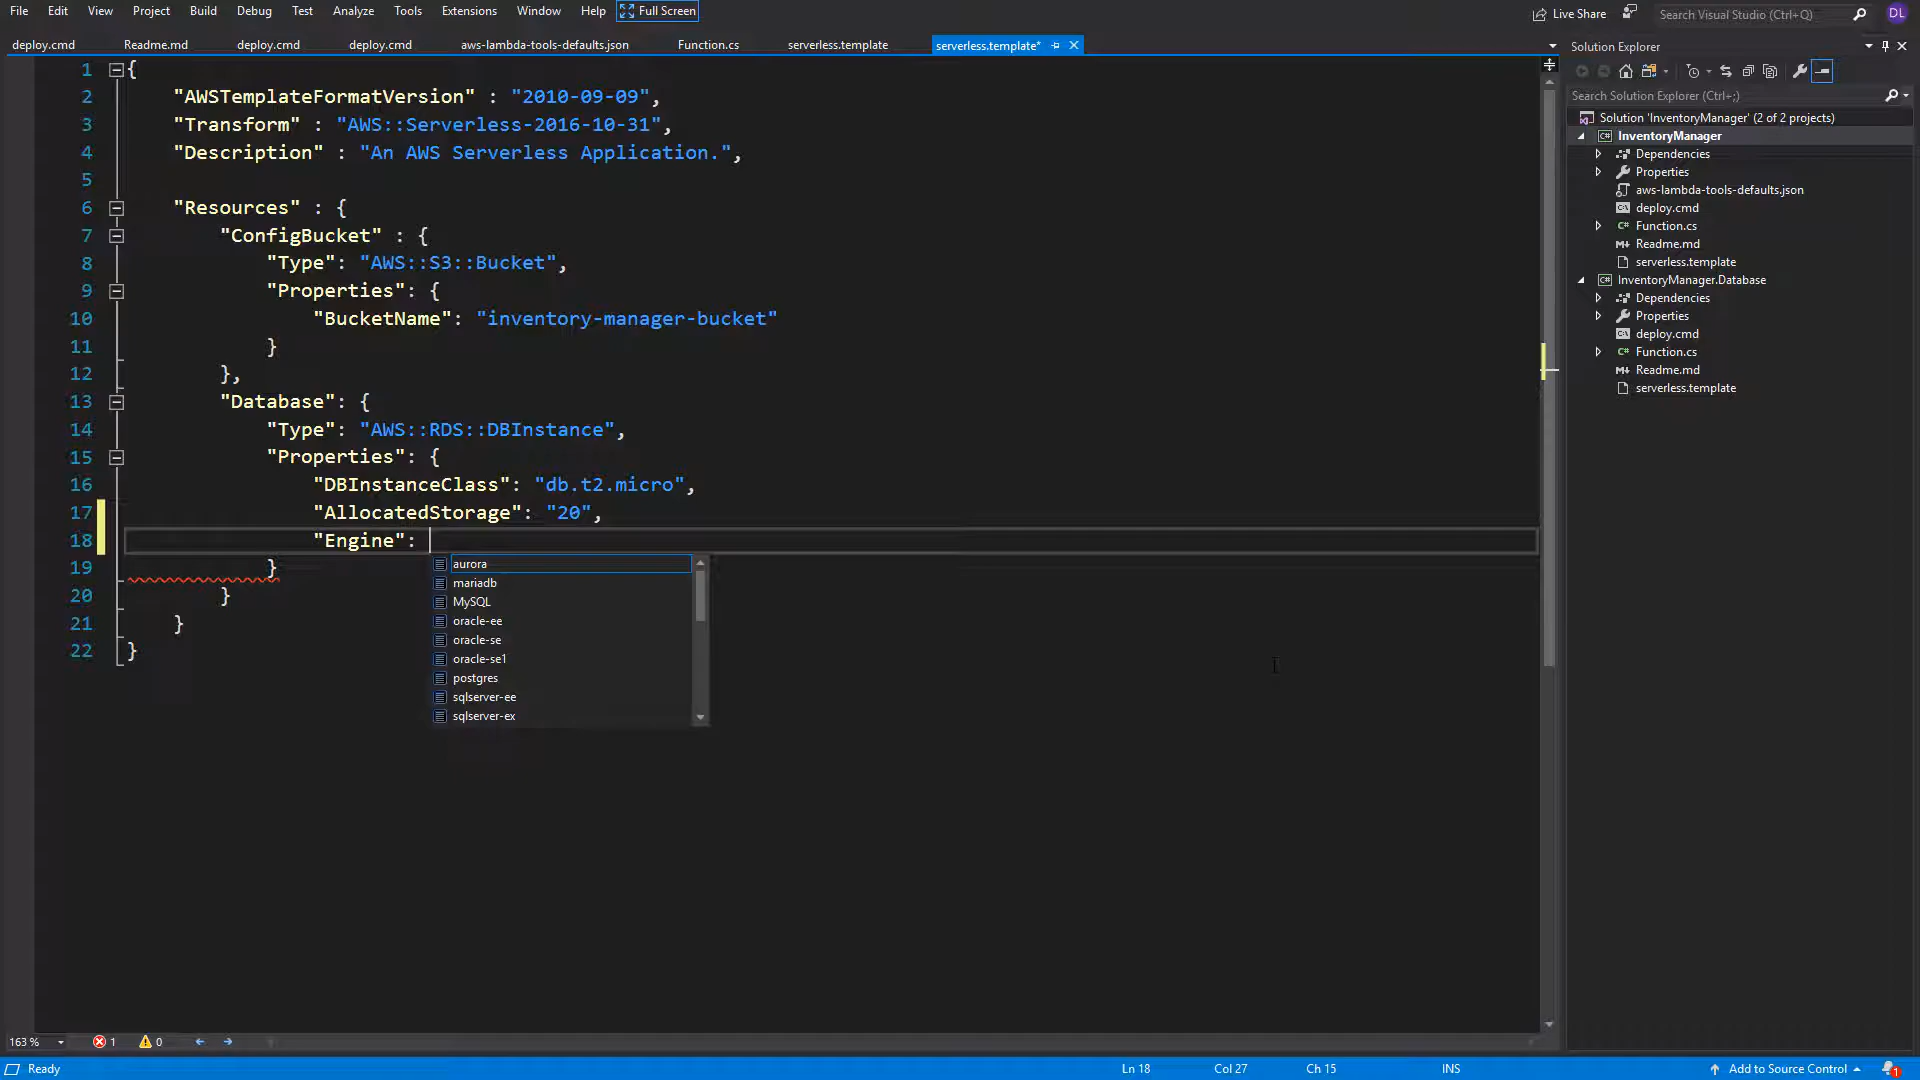 File Edit View Project Build Debug Test Analyze Tools Extensions Window Help Full Screen Live Share Search Visual Studio (Ctrl+Q) DL
deploy.cmd Readme.md deploy.cmd deploy.cmd aws-lambda-tools-defaults.json Function.cs serverless.template serverless.template*
1 {
2 "AWSTemplateFormatVersion" : "2010-09-09",
3 "Transform" : "AWS::Serverless-2016-10-31",
4 "Description" : "An AWS Serverless Application.",
5
6 "Resources" : {
7 "ConfigBucket" : {
8 "Type": "AWS::S3::Bucket",
9 "Properties": {
10 "BucketName": "inventory-manager-bucket"
11 }
12 },
13 "Database": {
14 "Type": "AWS::RDS::DBInstance",
15 "Properties": {
16 "DBInstanceClass": "db.t2.micro",
17 "AllocatedStorage": "20",
18 "Engine":
19 }
20 }
21 }
22 }
aurora
mariadb
MySQL
oracle-ee
oracle-se
oracle-se1
postgres
sqlserver-ee
sqlserver-ex
Solution Explorer
Search Solution Explorer (Ctrl+;)
Solution 'InventoryManager' (2 of 2 projects)
C# InventoryManager
Dependencies
Properties
aws-lambda-tools-defaults.json
deploy.cmd
C# Function.cs
Readme.md
serverless.template
C# InventoryManager.Database
Dependencies
Properties
deploy.cmd
C# Function.cs
Readme.md
serverless.template
163 % 1 0
Ready Ln 18 Col 27 Ch 15 INS Add to Source Control 1